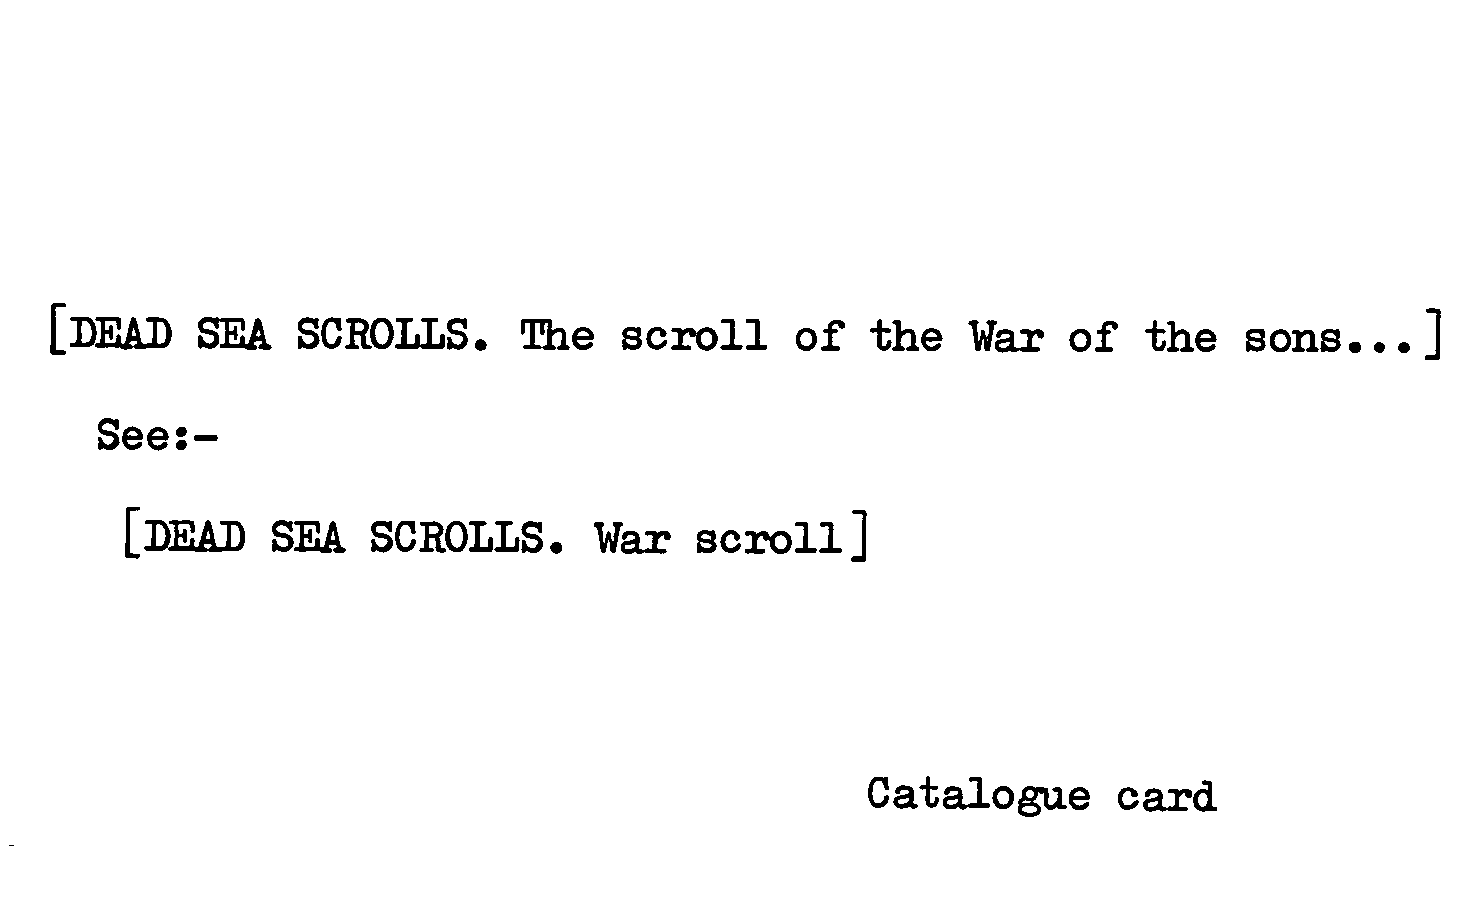 [DEAD SEA SCROLLS. The scroll of the War of the sons...]
See:-
[DEAD SEA SCROLLS. War scroll]
Catalogue card